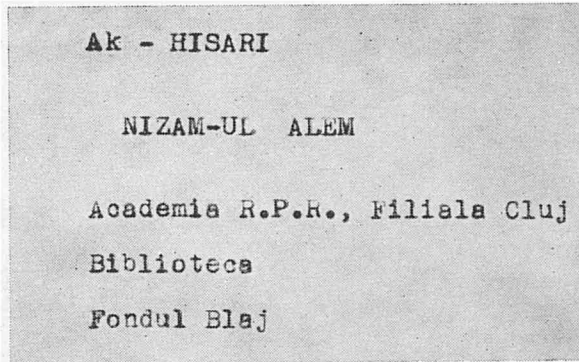 Ak - HISARI
NIZAM-UL ALEM
Academia R.P.R., Filiala Cluj
Biblioteca
Fondul Blaj